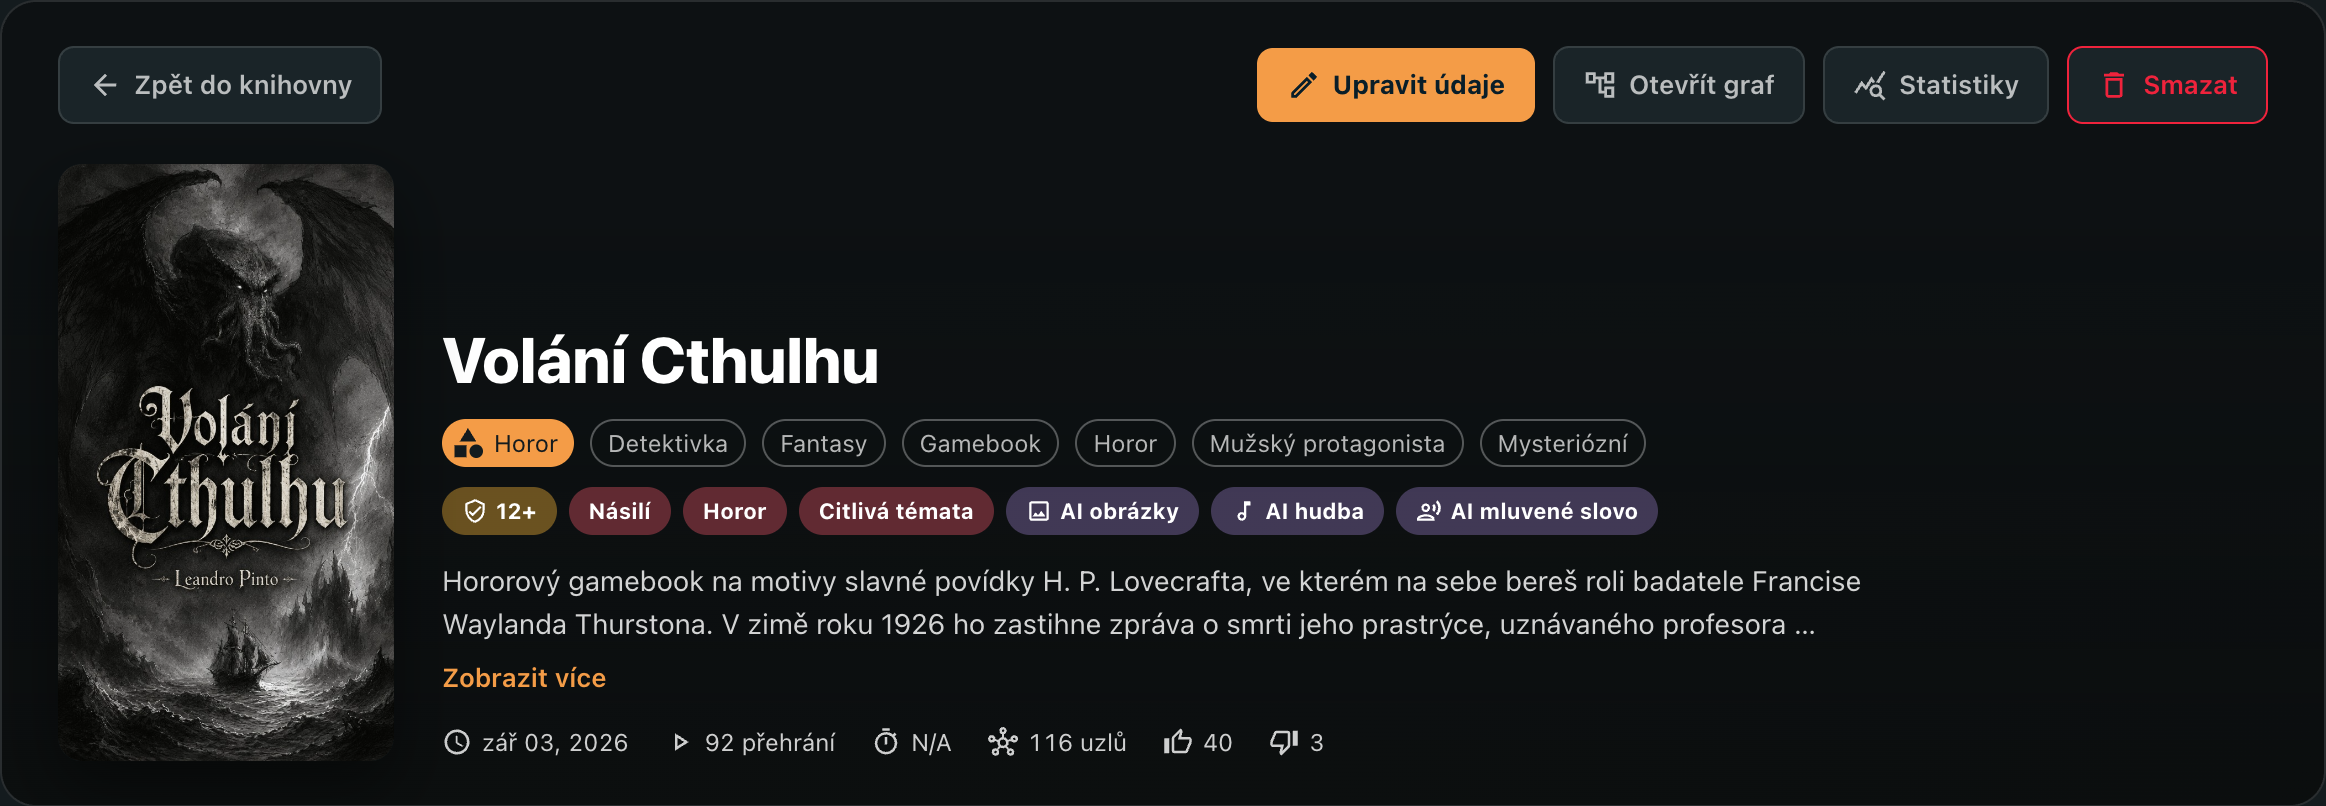 Zpět do knihovny
Upravit údaje
Otevřít graf
Statistiky
Smazat
Volání
Cthulhu
Leandro Pinto
Volání Cthulhu
Horor Detektivka Fantasy Gamebook Horor Mužský protagonista Mysteriózní
12+ Násilí Horor Citlivá témata AI obrázky AI hudba AI mluvené slovo
Hororový gamebook na motivy slavné povídky H. P. Lovecrafta, ve kterém na sebe bereš roli badatele Francise
Waylanda Thurstona. V zimě roku 1926 ho zastihne zpráva o smrti jeho prastrýce, uznávaného profesora ...
Zobrazit více
zář 03, 2026 92 přehrání N/A 116 uzlů 40 3